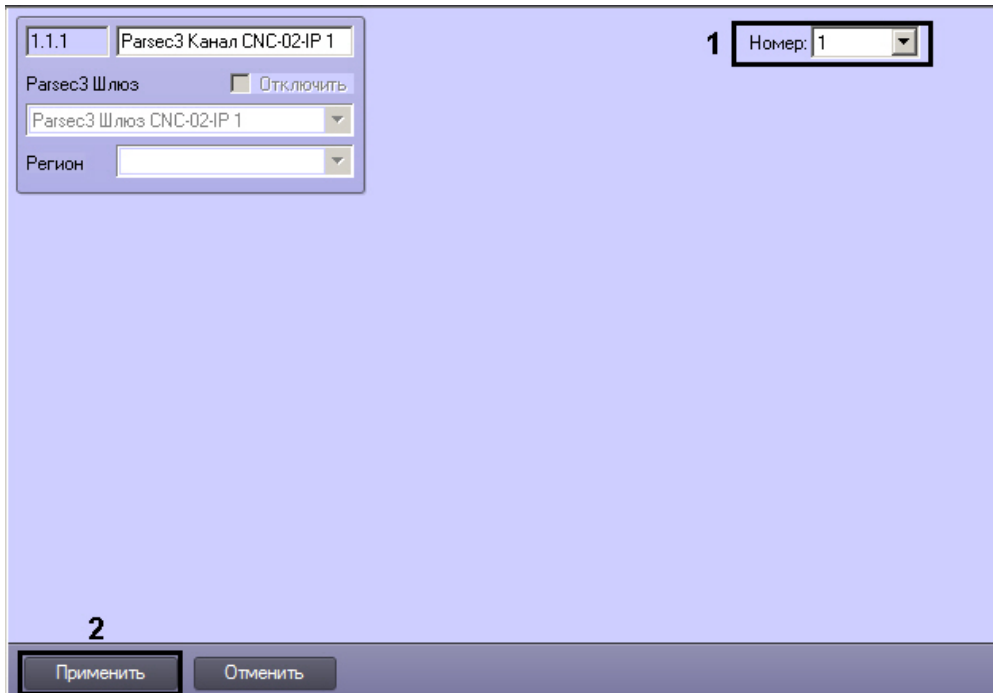 1.1.1 Parsec3 Канал CNC-02-IP 1
1 Номер: 1
Parsec3 Шлюз Отключить
Parsec3 Шлюз CNC-02-IP 1
Регион
2
Применить Отменить